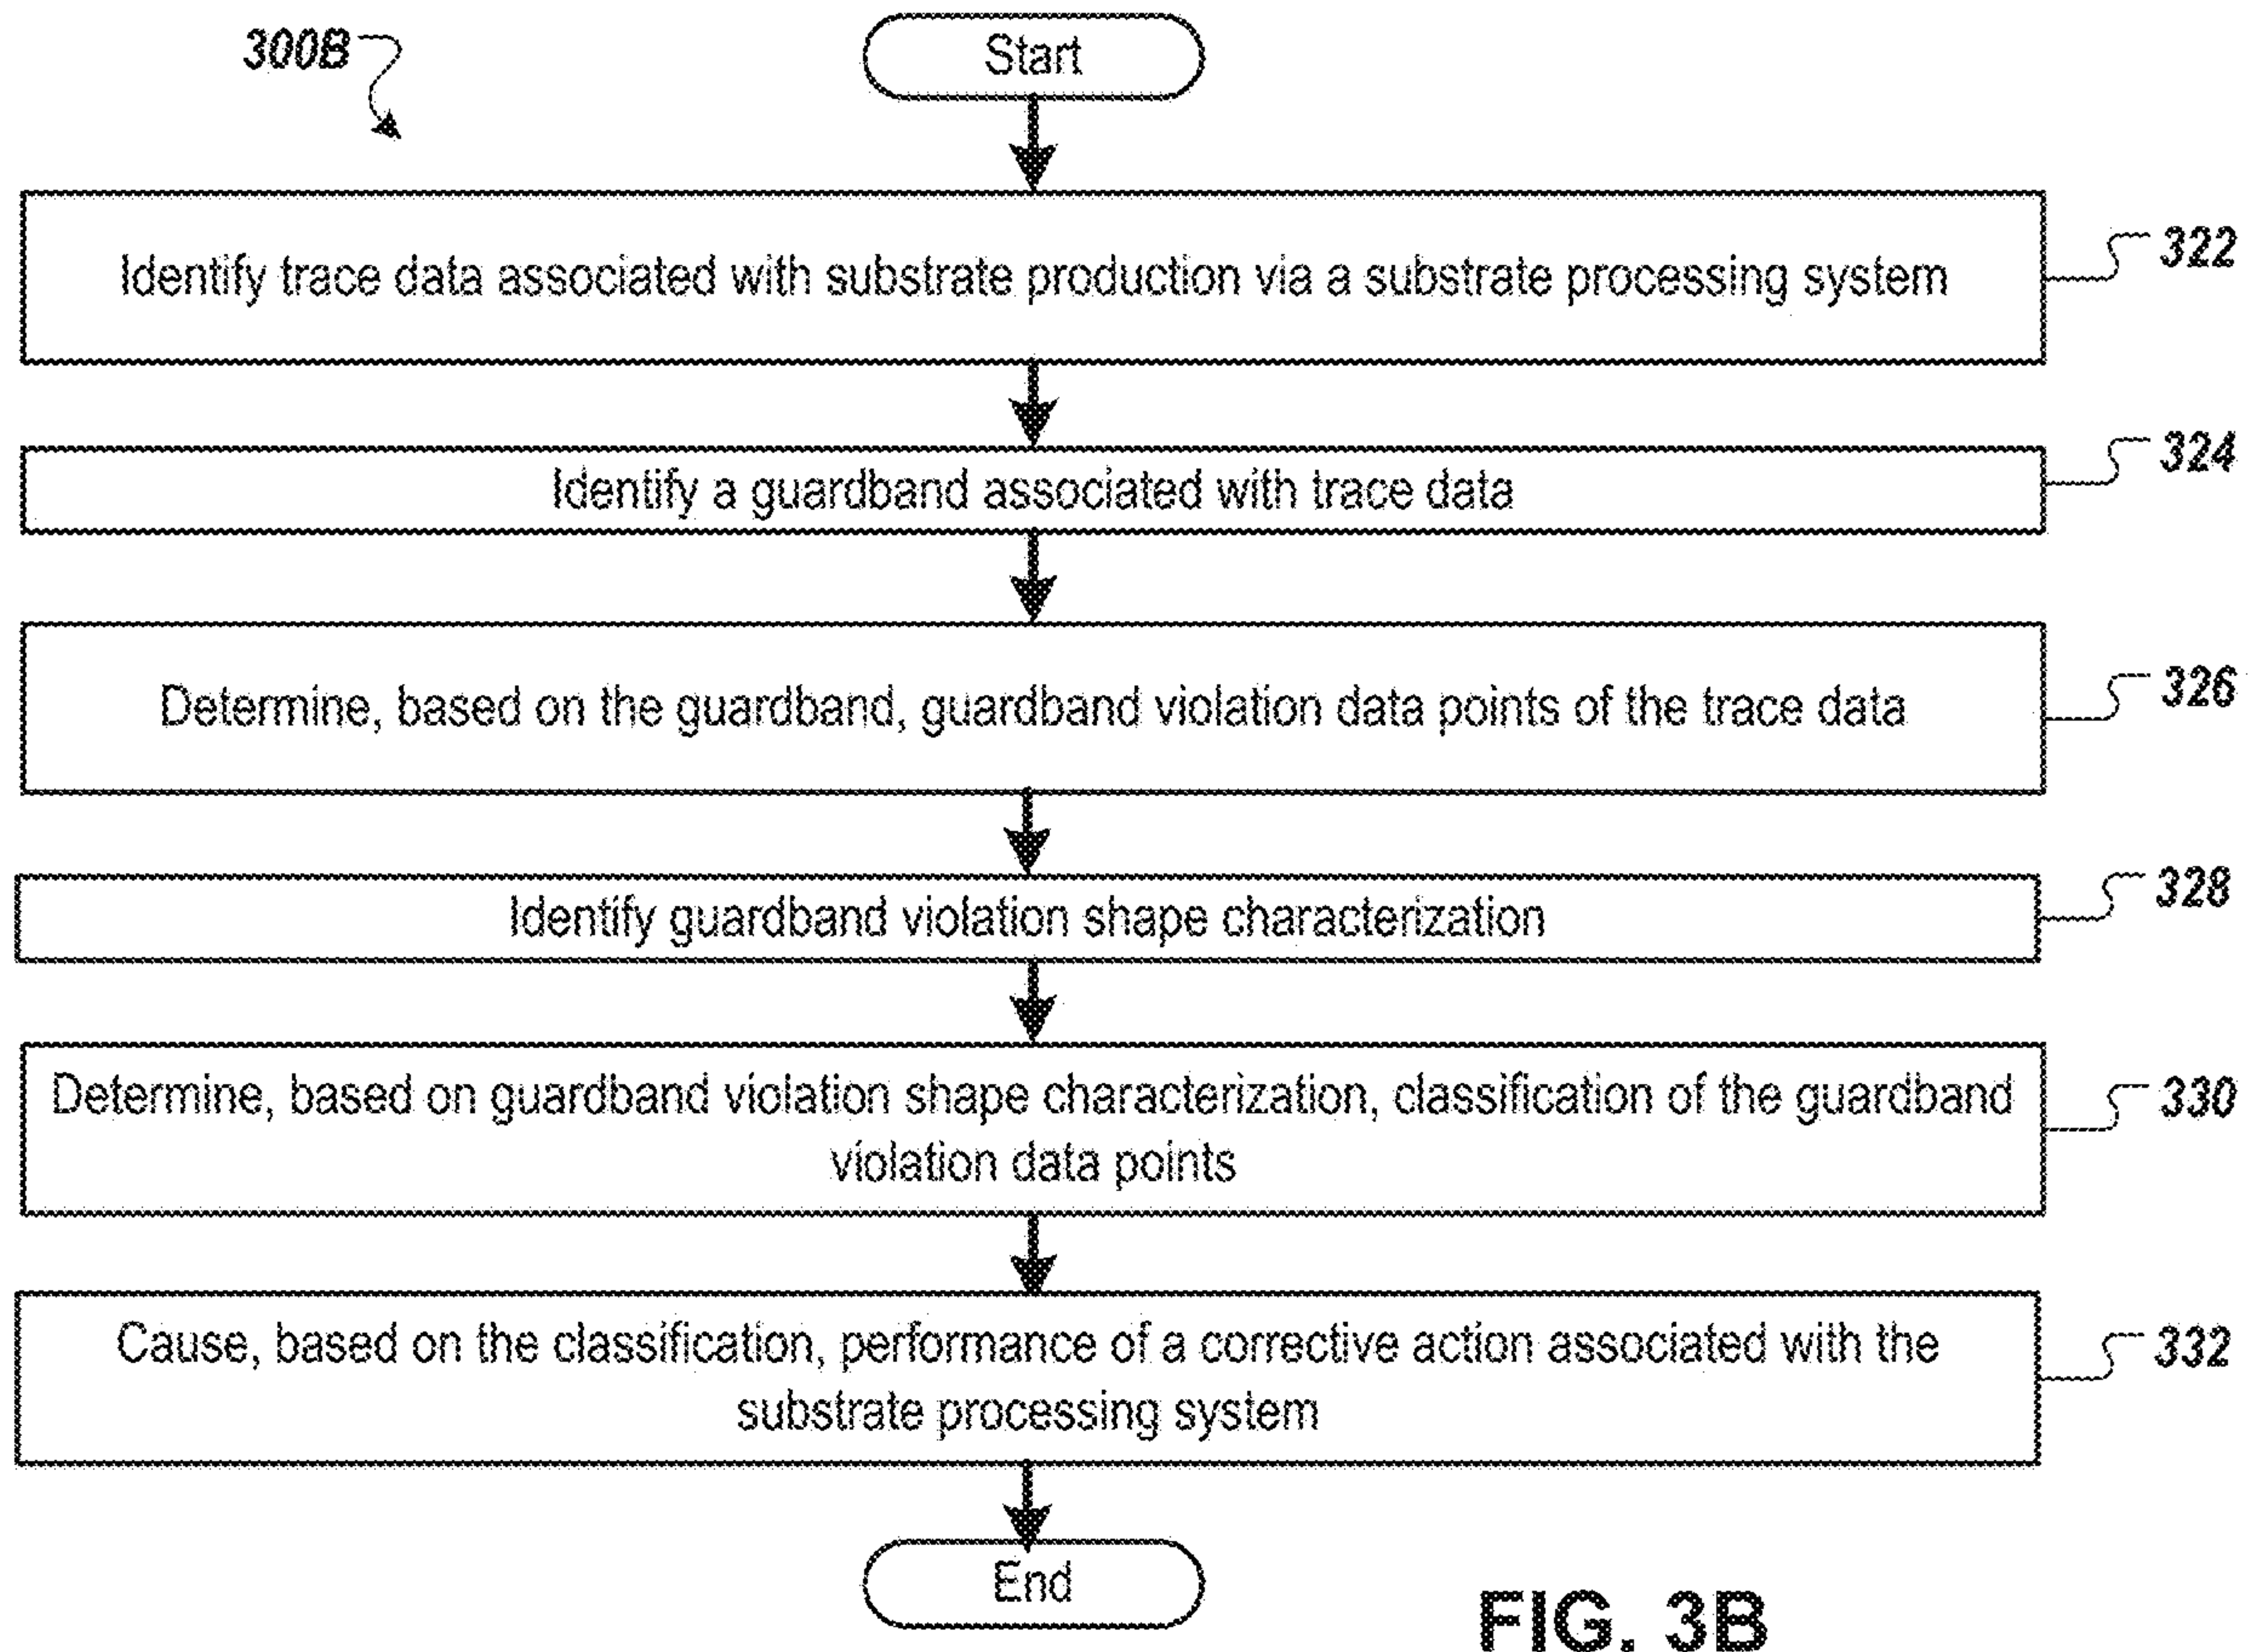 300B
Start
Identify trace data associated with substrate production via a substrate processing system
322
Identify a guardband associated with trace data
324
Determine, based on the guardband, guardband violation data points of the trace data
326
Identify guardband violation shape characterization
328
Determine, based on guardband violation shape characterization, classification of the guardband
violation data points
330
Cause, based on the classification, performance of a corrective action associated with the
substrate processing system
332
End
FIG. 3B